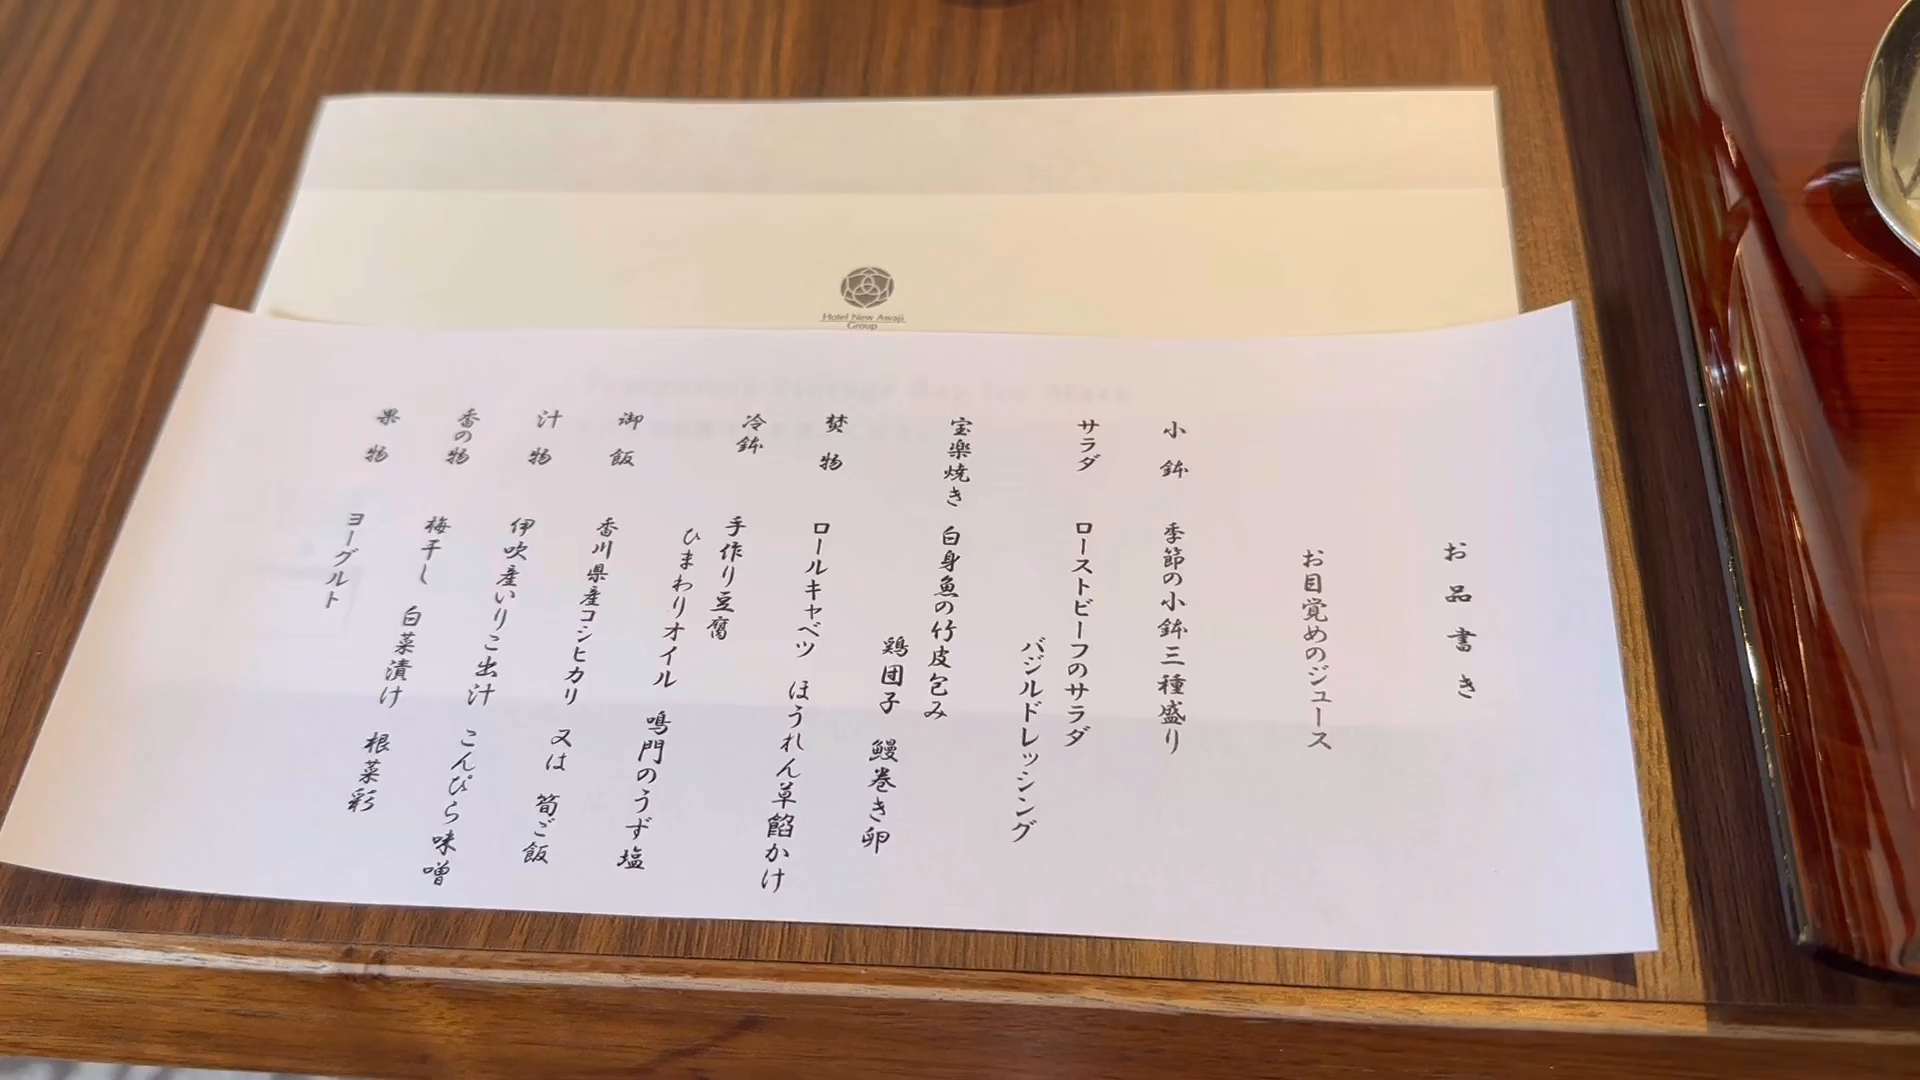 お品書き
お目覚めのジュース
小鉢 季節の小鉢三種盛り
サラダ ローストビーフのサラダ
バジルドレッシング
宝楽焼き 白身魚の竹皮包み
鶏団子 鰻巻き卵
焚物 ロールキャベツ ほうれん草餡かけ
冷鉢 手作り豆腐
ひまわりオイル 鳴門のうず塩
御飯 香川県産コシヒカリ 又は 筍ご飯
汁物 伊吹産いりこ出汁 こんぴら味噌
香の物 梅干し 白菜漬け 根菜彩
果物 ヨーグルト
Hotel New Awaji
Group